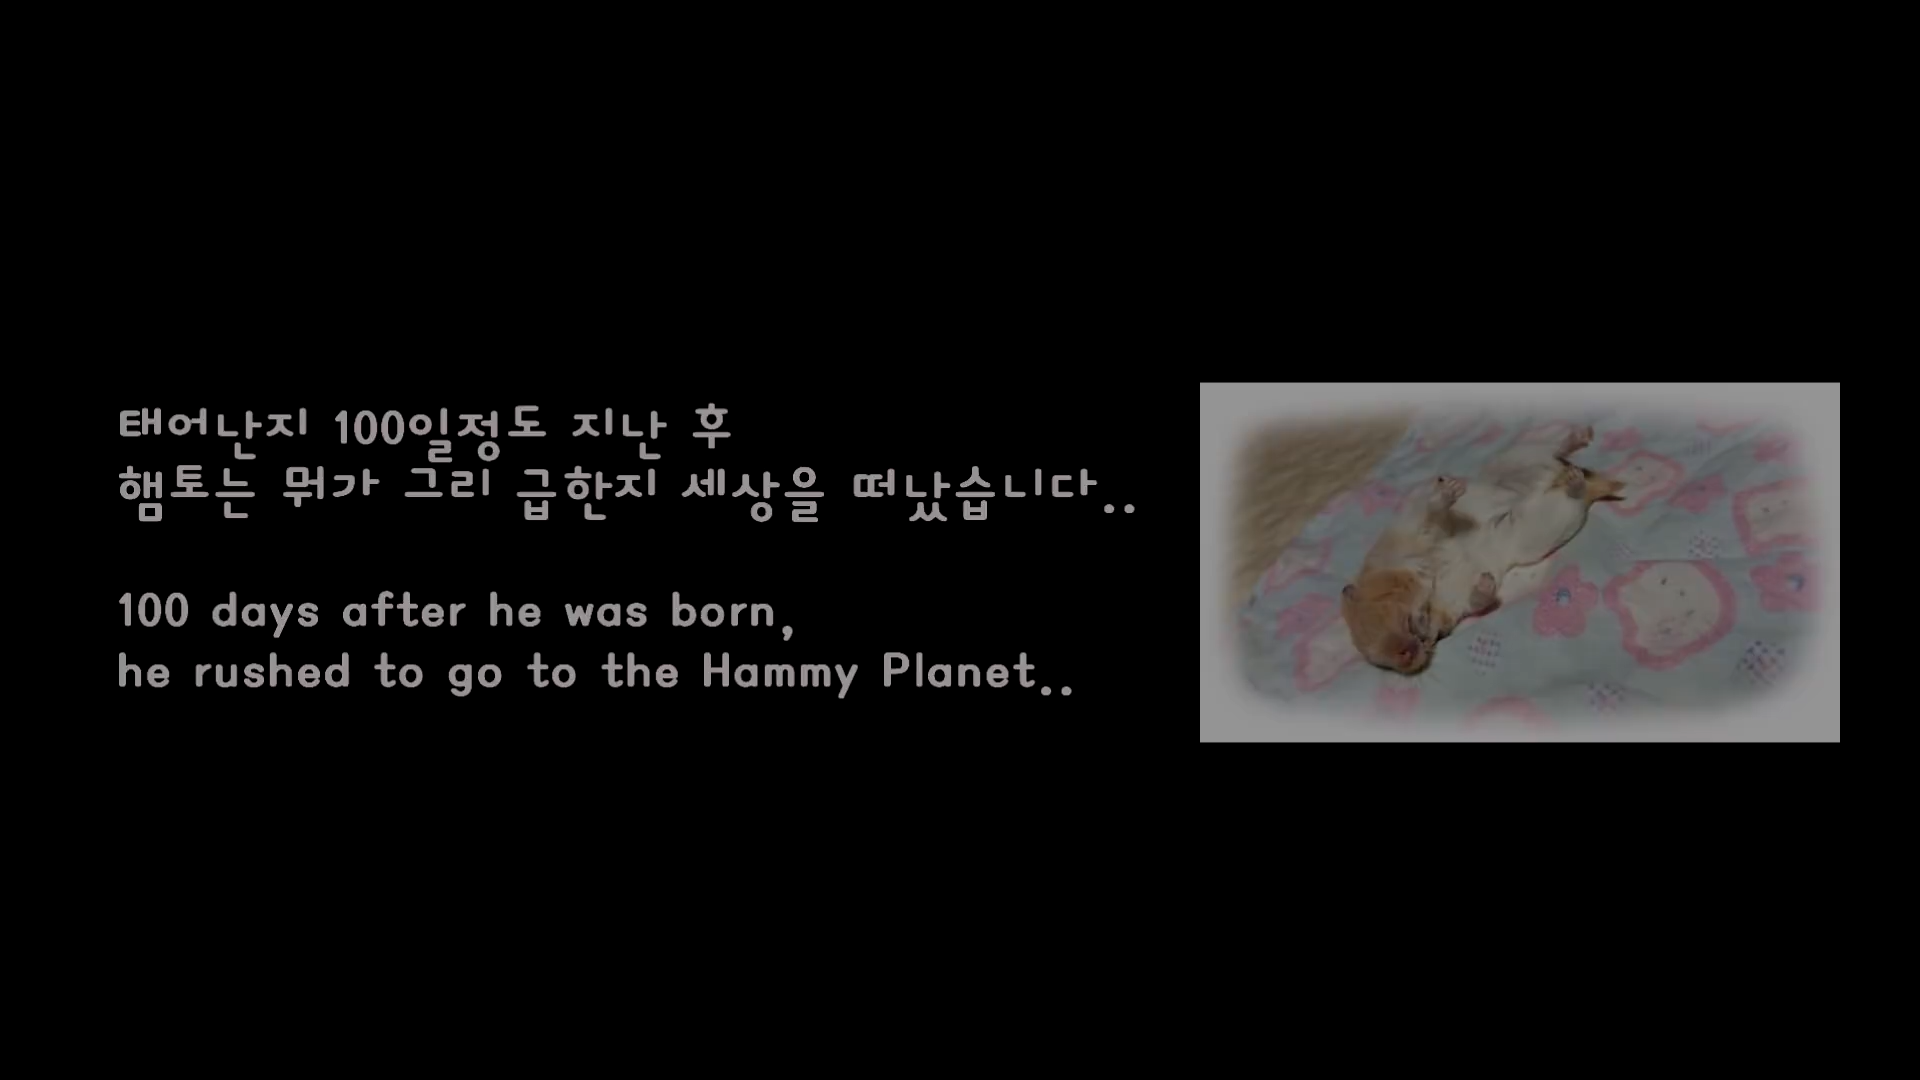 태어난지 100일정도 지난 후
햄토는 뭐가 그리 급한지 세상을 떠났습니다..
100 days after he was born,
he rushed to go to the Hammy Planet..